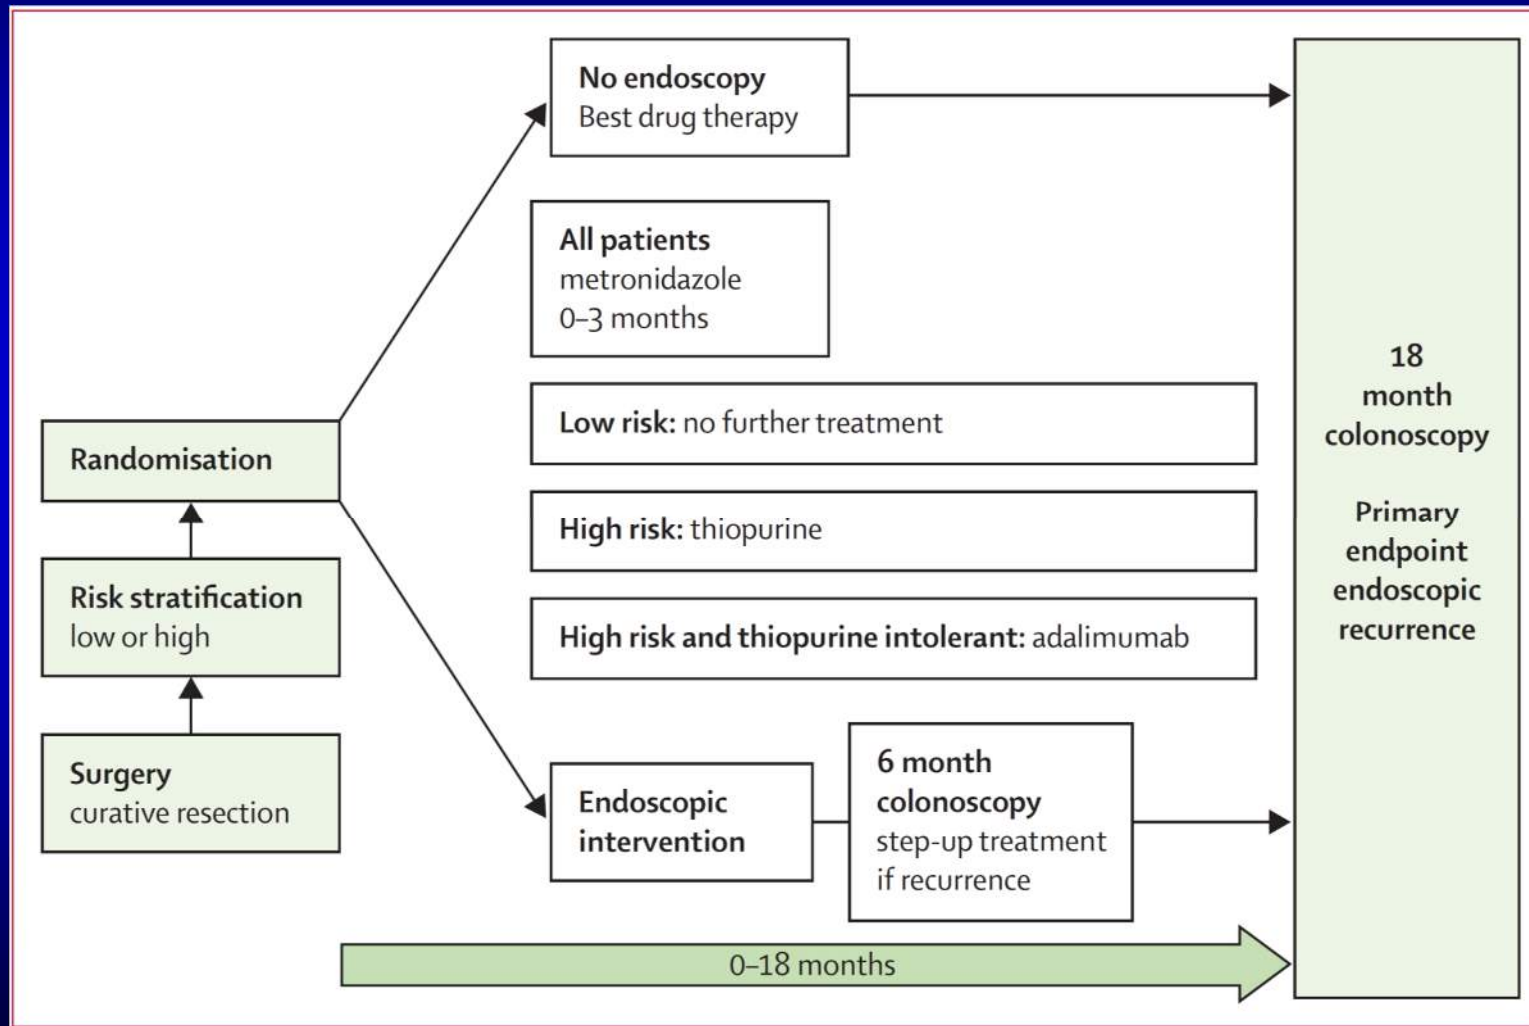 No endoscopy
Best drug therapy
All patients
metronidazole
0–3 months
Low risk: no further treatment
High risk: thiopurine
High risk and thiopurine intolerant: adalimumab
Randomisation
Risk stratification
low or high
Surgery
curative resection
Endoscopic
intervention
6 month
colonoscopy
step-up treatment
if recurrence
18
month
colonoscopy
Primary
endpoint
endoscopic
recurrence
0–18 months